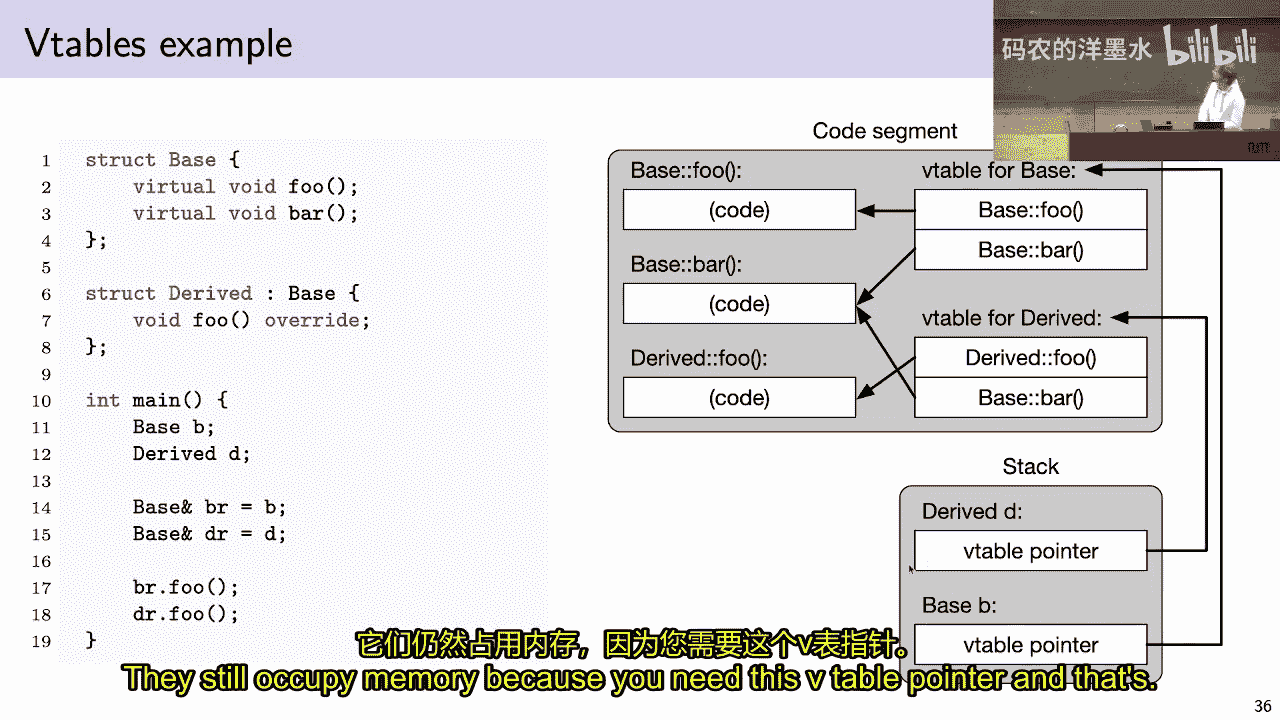 Vtables example
码农的洋墨水 bilibili
1 struct Base {
2 virtual void foo();
3 virtual void bar();
4 };
5
6 struct Derived : Base {
7 void foo() override;
8 };
9
10 int main() {
11 Base b;
12 Derived d;
13
14 Base& br = b;
15 Base& dr = d;
16
17 br.foo();
18 dr.foo();
19 }
Code segment
Base::foo():
(code)
Base::bar():
(code)
Derived::foo():
(code)
vtable for Base:
Base::foo()
Base::bar()
vtable for Derived:
Derived::foo()
Base::bar()
Stack
Derived d:
vtable pointer
Base b:
vtable pointer
它们仍然占用内存，因为您需要这个v表指针。
They still occupy memory because you need this v table pointer and that's.
36